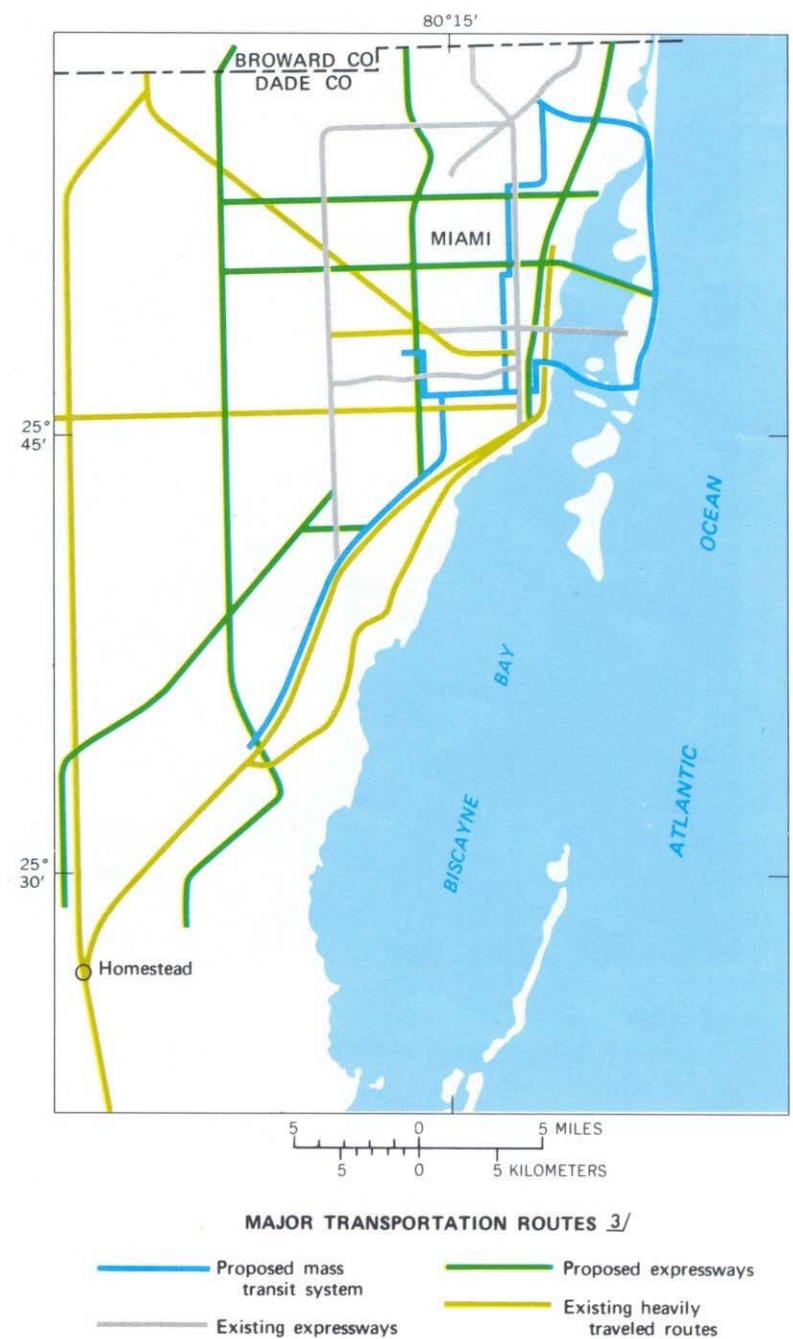 80°15'
BROWARD CO
DADE CO
MIAMI
25°
45'
OCEAN
BAY
ATLANTIC
BISCAYNE
25°
30'
Homestead
5 0 5 MILES
5 0 5 KILOMETERS
MAJOR TRANSPORTATION ROUTES 3/
Proposed mass
transit system
Proposed expressways
Existing expressways
Existing heavily
traveled routes